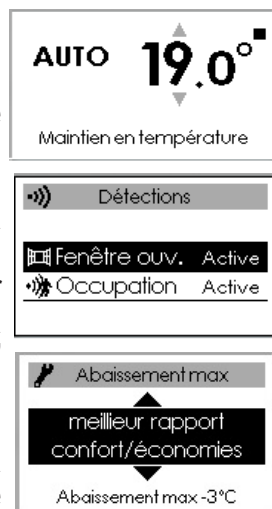 AUTO 19.0°
Maintien en température
Détections
Fenêtre ouv. Active
Occupation Active
Abaissement max
meillieur rapport
confort/économies
Abaissement max -3°C